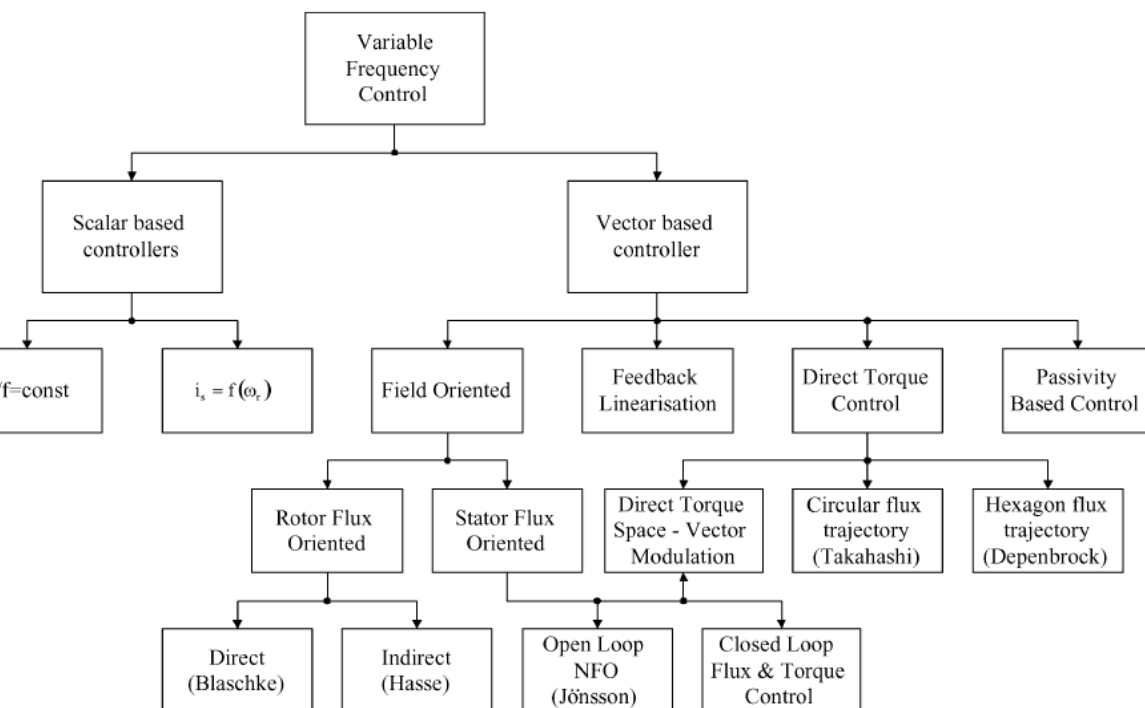 Variable
Frequency
Control
Scalar based
controllers
Vector based
controller
/f=const
i_s = f(ω_r)
Field Oriented
Feedback
Linearisation
Direct Torque
Control
Passivity
Based Control
Rotor Flux
Oriented
Stator Flux
Oriented
Direct Torque
Space - Vector
Modulation
Circular flux
trajectory
(Takahashi)
Hexagon flux
trajectory
(Depenbrock)
Direct
(Blaschke)
Indirect
(Hasse)
Open Loop
NFO
(Jönsson)
Closed Loop
Flux & Torque
Control